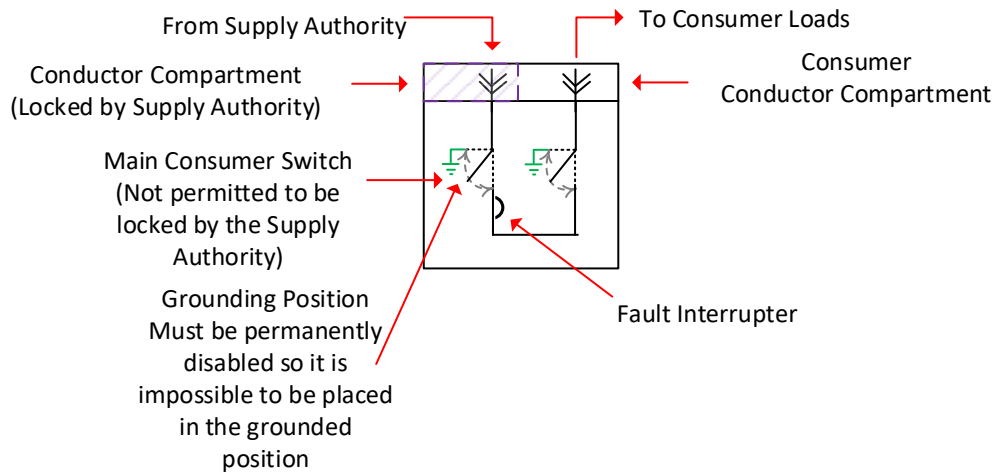 From Supply Authority
To Consumer Loads
Conductor Compartment
(Locked by Supply Authority)
Consumer
Conductor Compartment
Main Consumer Switch
(Not permitted to be
locked by the Supply
Authority)
Grounding Position
Must be permanently
disabled so it is
impossible to be placed
in the grounded
position
Fault Interrupter